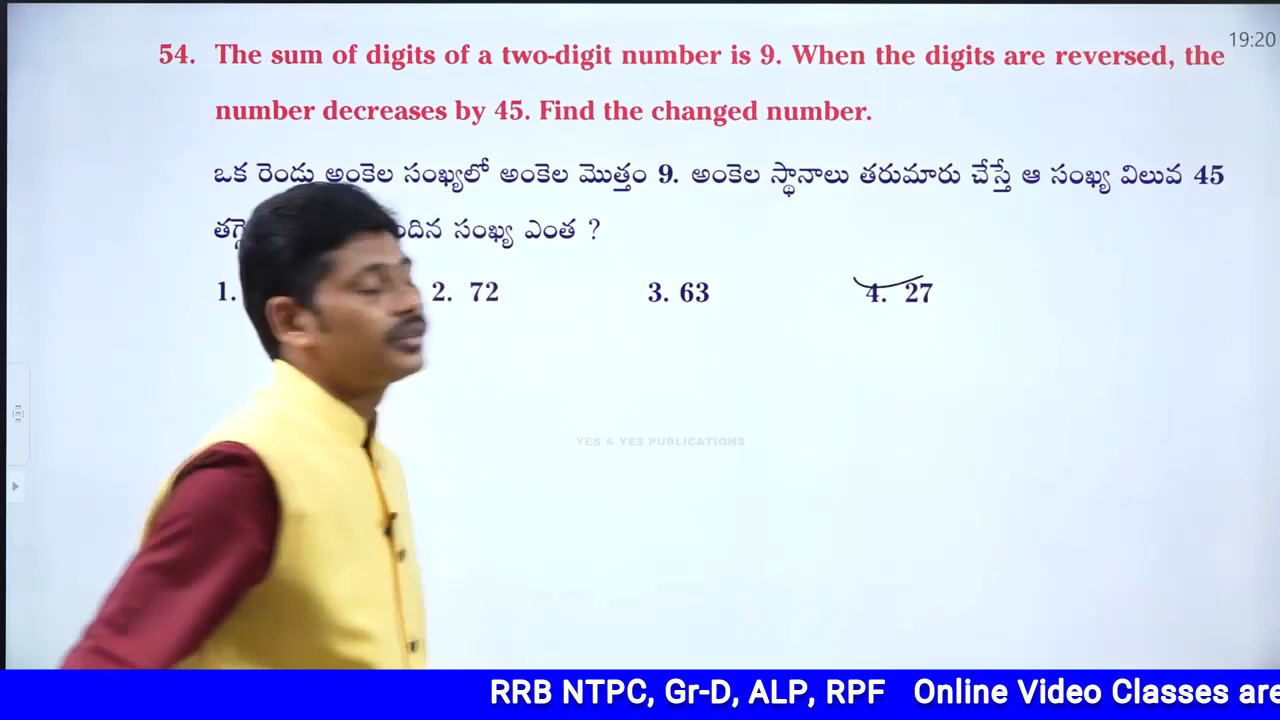 19:20
54. The sum of digits of a two-digit number is 9. When the digits are reversed, the
number decreases by 45. Find the changed number.
ఒక రెండు అంకెల సంఖ్యలో అంకెల మొత్తం 9. అంకెల స్థానాలు తరుమారు చేస్తే ఆ సంఖ్య విలువ 45
సంఖ్య ఎంత ?
1. 2. 72 3. 63 4. 27
YES & YES PUBLICATIONS
RRB NTPC, Gr-D, ALP, RPF Online Video Classes are